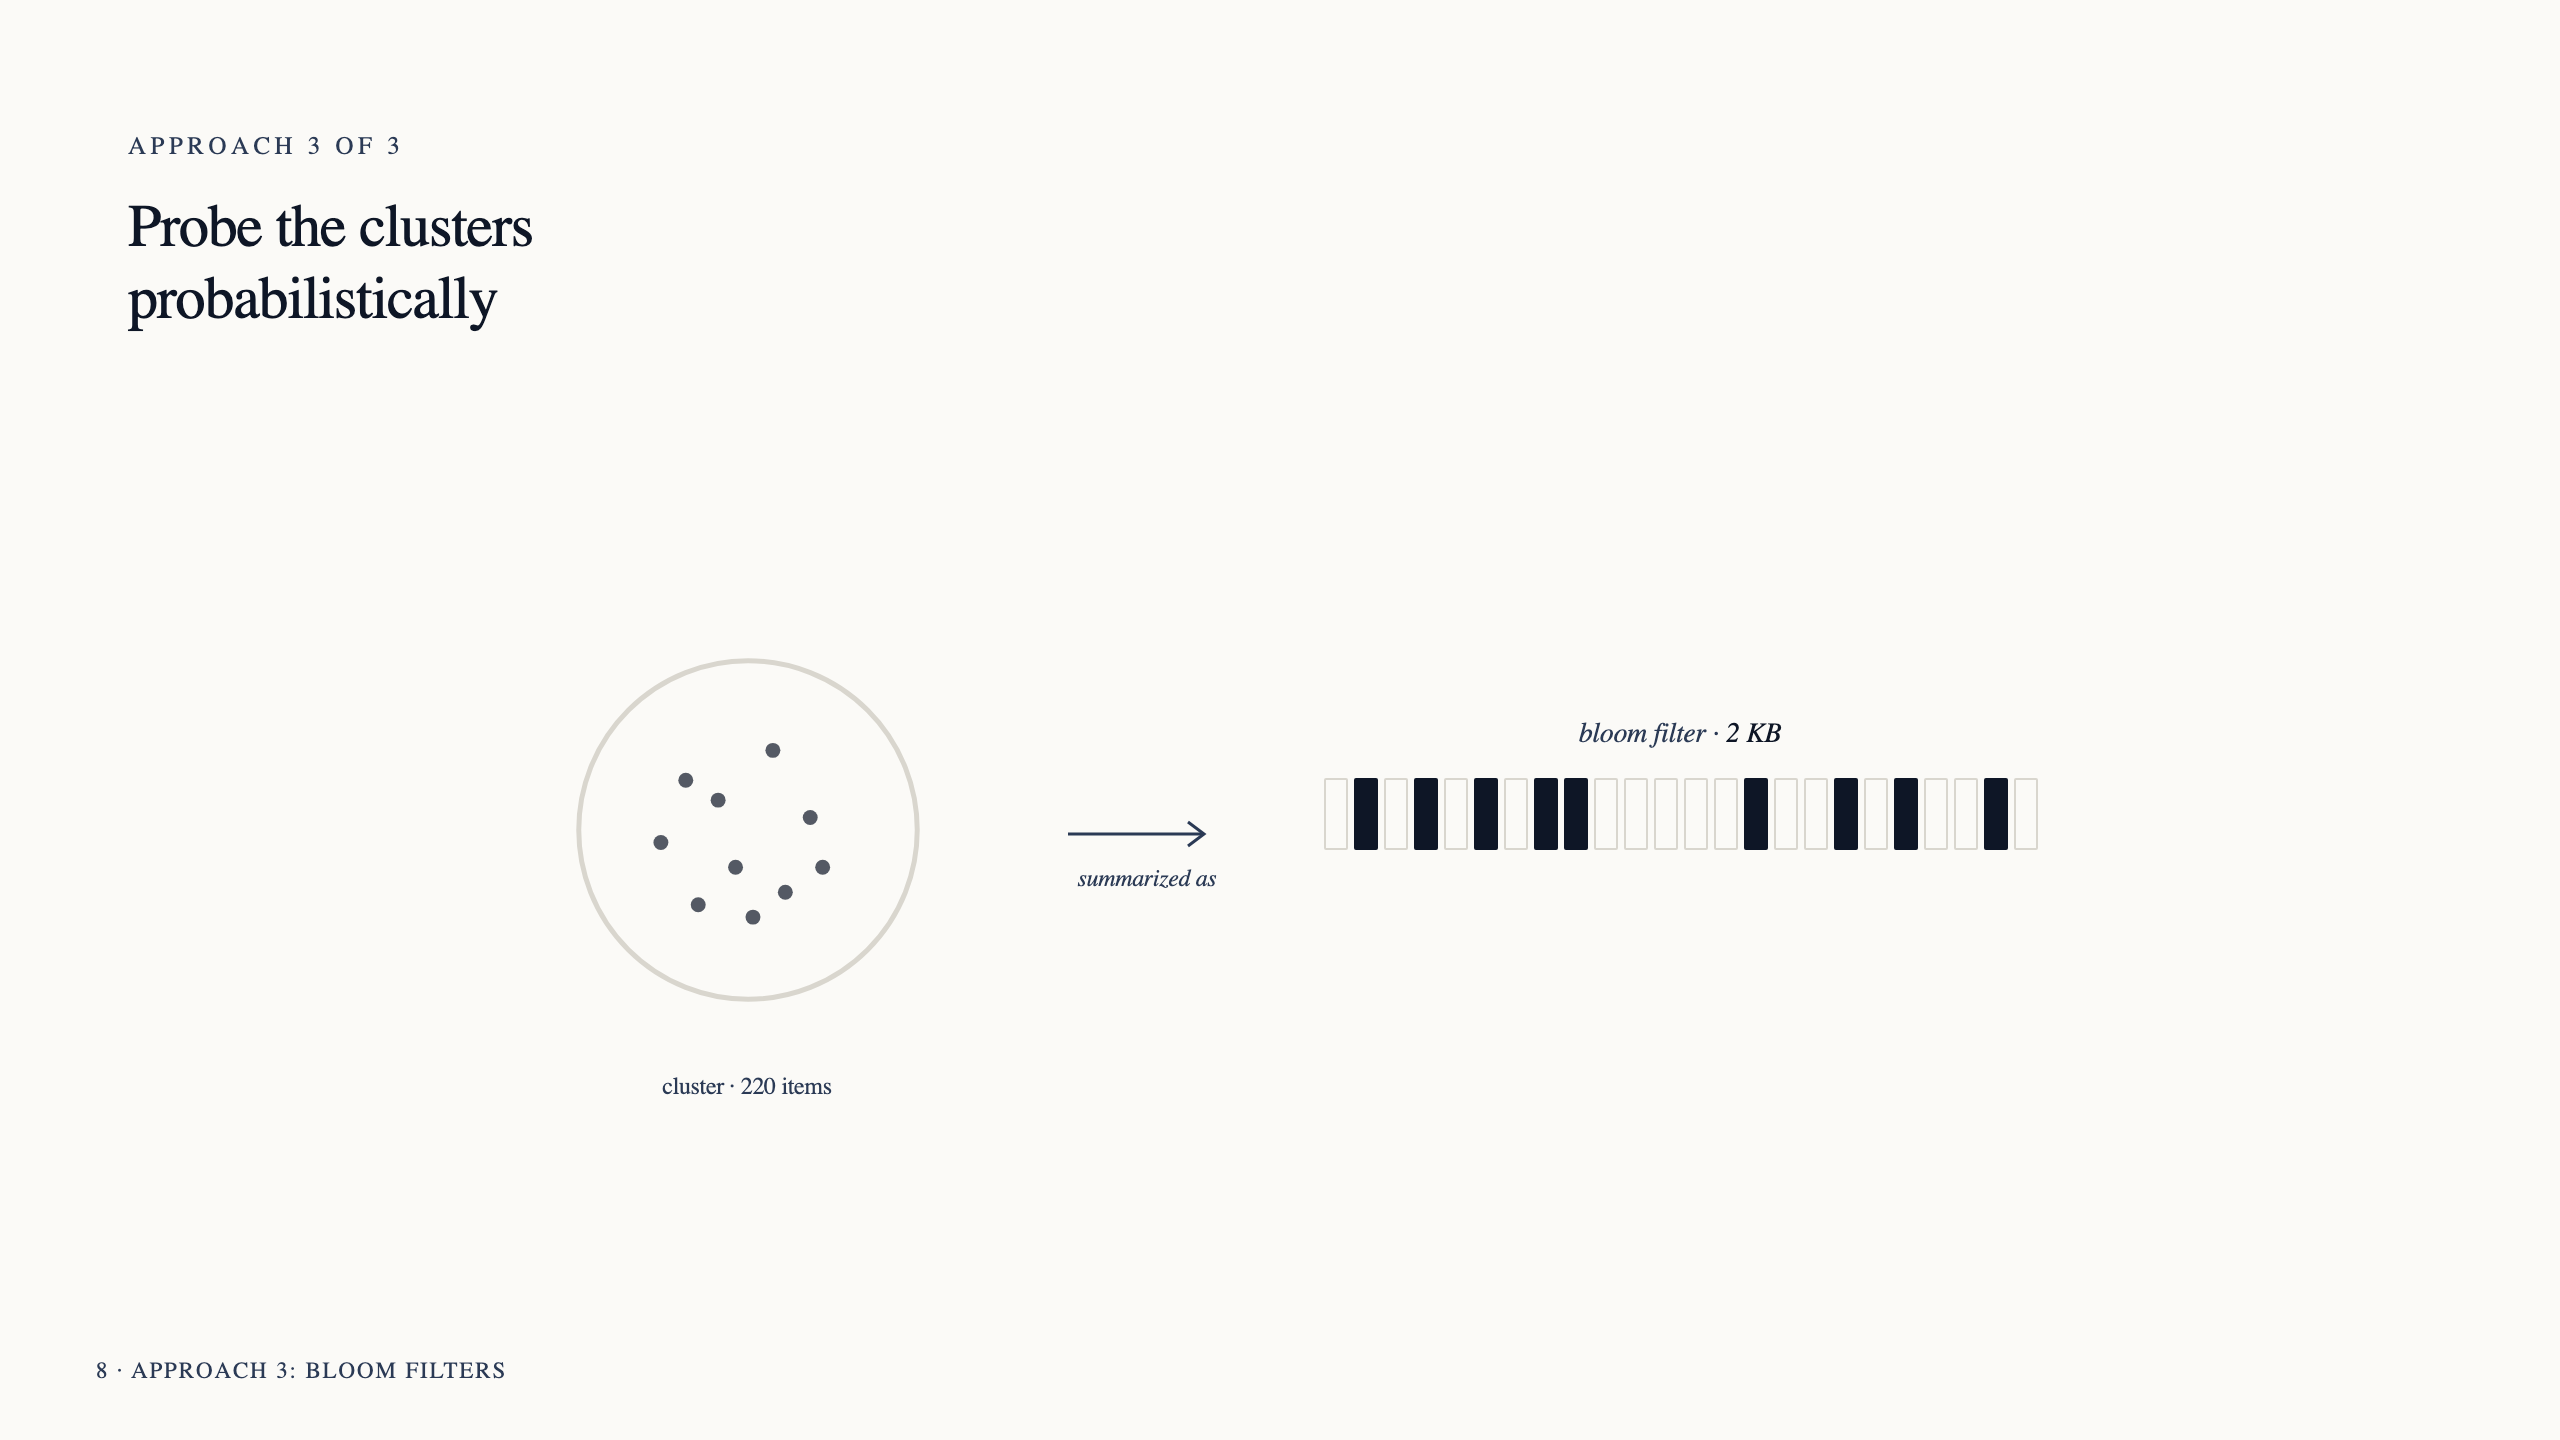 APPROACH 3 OF 3
Probe the clusters
probabilistically
bloom filter · 2 KB
summarized as
cluster · 220 items
8 · APPROACH 3: BLOOM FILTERS